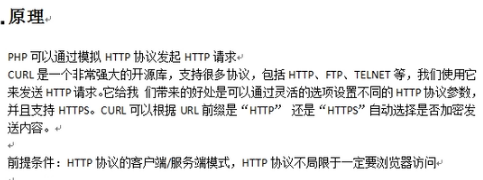 原理
PHP 可以通过模拟 HTTP 协议发起 HTTP 请求
CURL 是一个非常强大的开源库，支持很多协议，包括 HTTP、FTP、TELNET 等，我们使用它
来发送 HTTP 请求。它给我 们带来的好处是可以通过灵活的选项设置不同的 HTTP 协议参数，
并且支持 HTTPS。CURL 可以根据 URL 前缀是“HTTP” 还是“HTTPS”自动选择是否加密发
送内容。
前提条件：HTTP 协议的客户端/服务端模式，HTTP 协议不局限于一定要浏览器访问